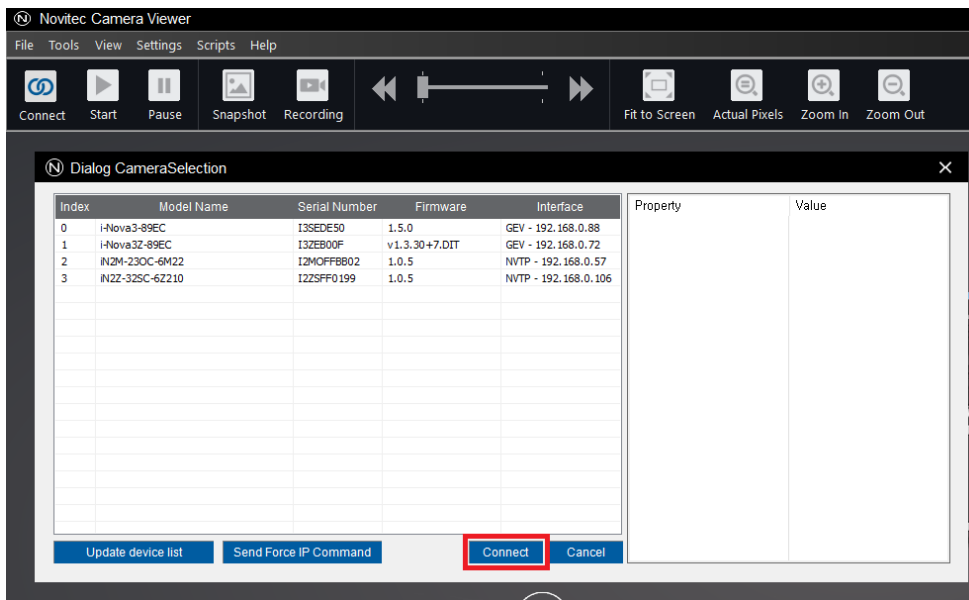 Novitec Camera Viewer
File Tools View Settings Scripts Help
Connect Start Pause Snapshot Recording Fit to Screen Actual Pixels Zoom In Zoom Out
N Dialog CameraSelection
Index Model Name Serial Number Firmware Interface Property Value
0 i-Nova3-89EC I3SEDE50 1.5.0 GEV - 192.168.0.88
1 i-Nova3Z-89EC I3ZEB00F v1.3.30+7.DIT GEV - 192.168.0.72
2 iN2M-23OC-6M22 I2MOFFBB02 1.0.5 NVTP - 192.168.0.57
3 iN2Z-32SC-6Z210 I2ZSFF0199 1.0.5 NVTP - 192.168.0.106
Update device list Send Force IP Command Connect Cancel